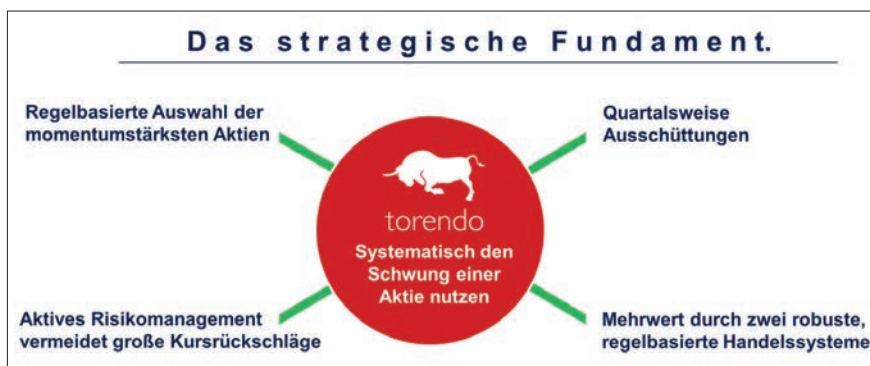 Das strategische Fundament.
Regelbasierte Auswahl der
momentumstärksten Aktien
Quartalsweise
Ausschüttungen
torendo
Systematisch den
Schwung einer
Aktie nutzen
Aktives Risikomanagement
vermeidet große Kursrückschläge
Mehrwert durch zwei robuste,
regelbasierte Handelssysteme